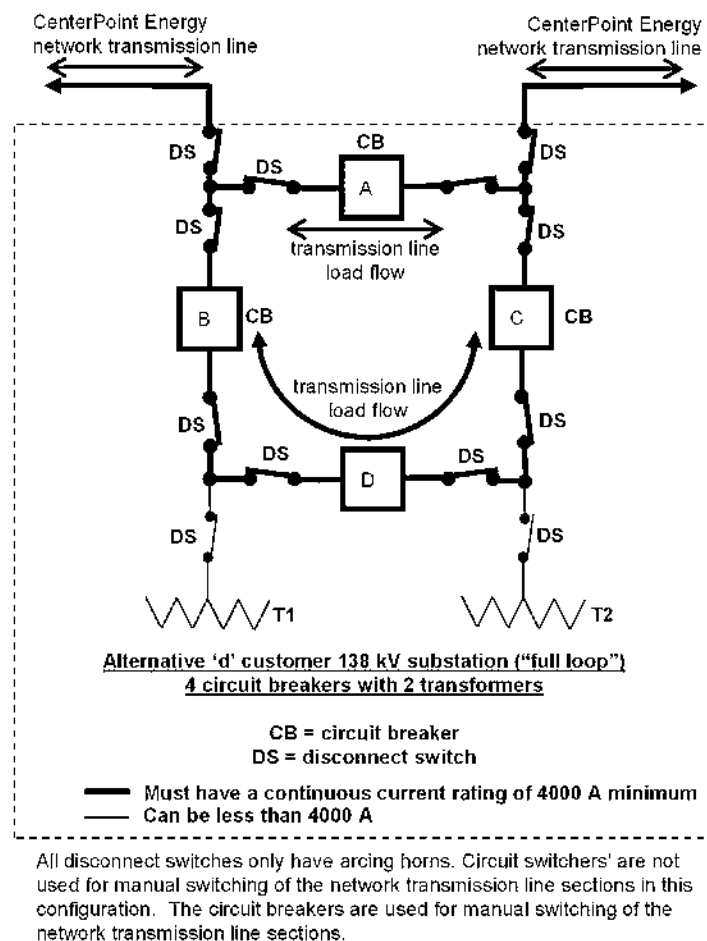 CenterPoint Energy
network transmission line
CenterPoint Energy
network transmission line
DS
DS
CB
A
DS
DS
transmission line
load flow
DS
B
CB
C
CB
transmission line
load flow
DS
DS
DS
D
DS
DS
DS
T1
T2
Alternative 'd' customer 138 kV substation ("full loop")
4 circuit breakers with 2 transformers
CB = circuit breaker
DS = disconnect switch
Must have a continuous current rating of 4000 A minimum
Can be less than 4000 A
All disconnect switches only have arcing horns. Circuit switchers' are not
used for manual switching of the network transmission line sections in this
configuration. The circuit breakers are used for manual switching of the
network transmission line sections.